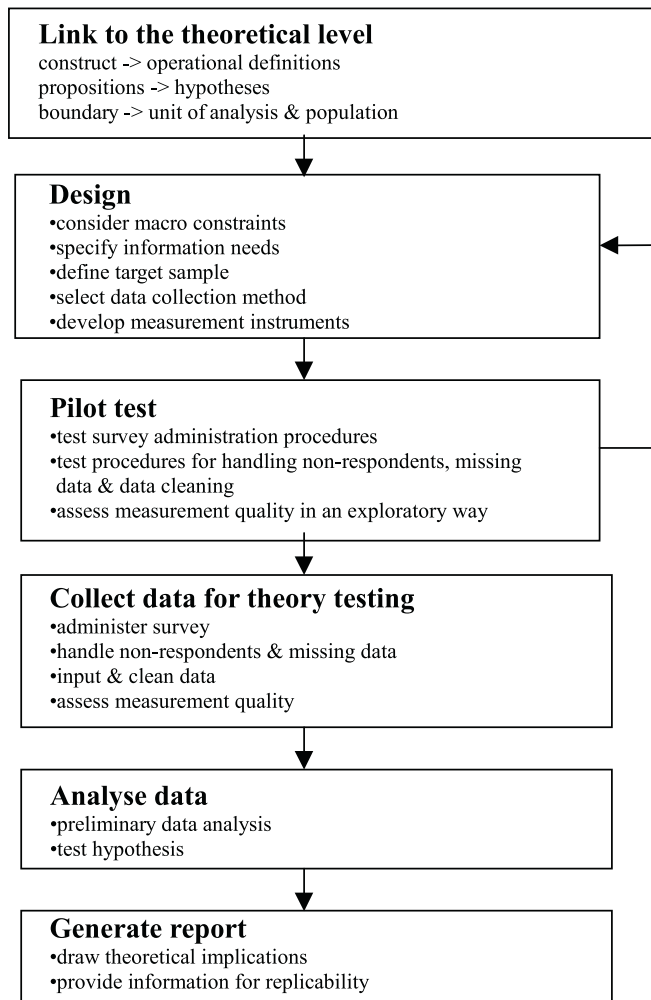 Link to the theoretical level
construct -> operational definitions
propositions -> hypotheses
boundary -> unit of analysis & population
Design
•consider macro constraints
•specify information needs
•define target sample
•select data collection method
•develop measurement instruments
Pilot test
•test survey administration procedures
•test procedures for handling non-respondents, missing
data & data cleaning
•assess measurement quality in an exploratory way
Collect data for theory testing
•administer survey
•handle non-respondents & missing data
•input & clean data
•assess measurement quality
Analyse data
•preliminary data analysis
•test hypothesis
Generate report
•draw theoretical implications
•provide information for replicability